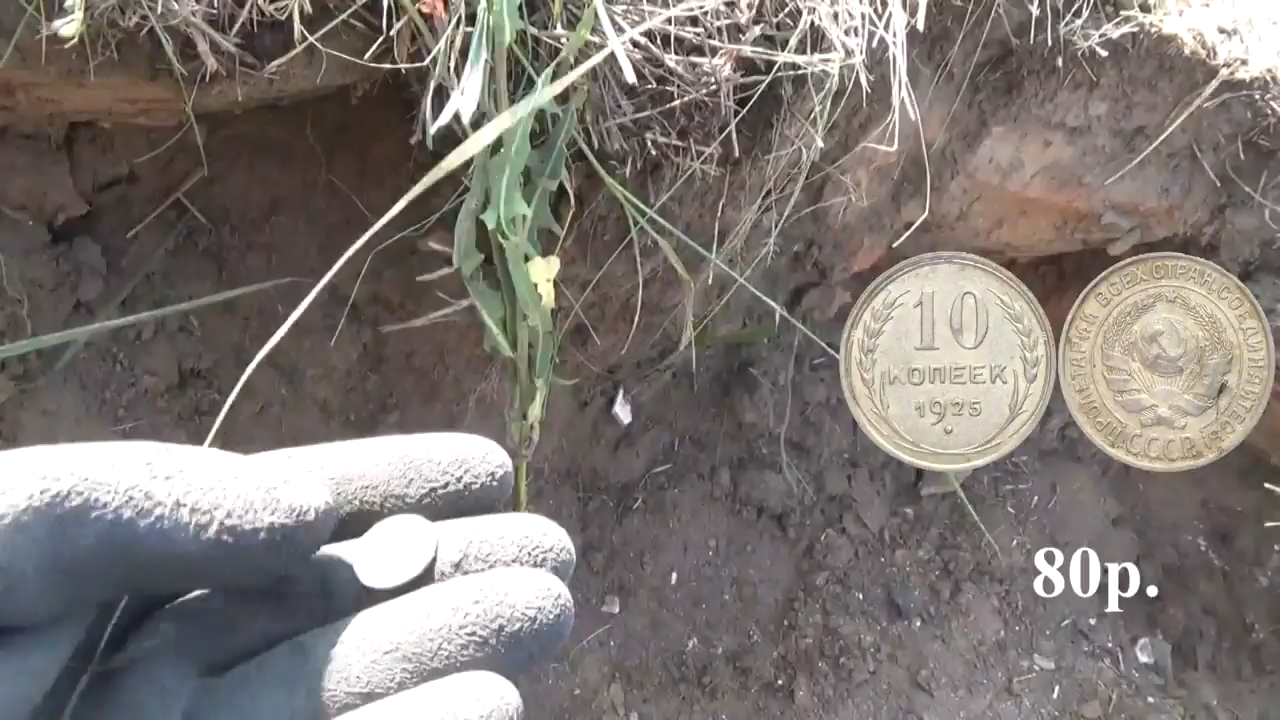 10
КОПЕЕК
1925
ПРОЛЕТАРИИ ВСЕХ СТРАН, СОЕДИНЯЙТЕСЬ!
СССР
80р.